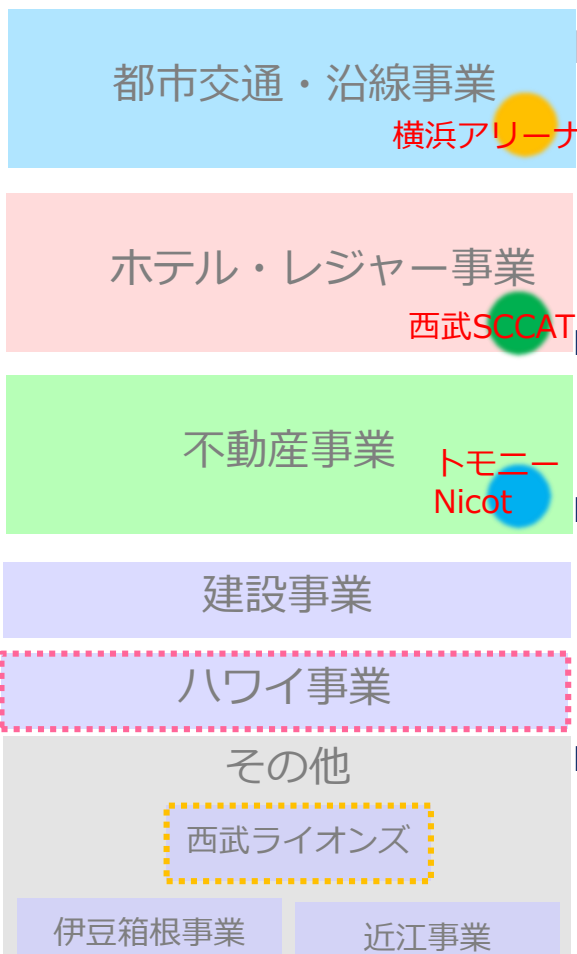 都市交通・沿線事業
横浜アリーナ
ホテル・レジャー事業
西武SCCAT
不動産事業
トモニー
Nicot
建設事業
ハワイ事業
その他
西武ライオンズ
伊豆箱根事業
近江事業